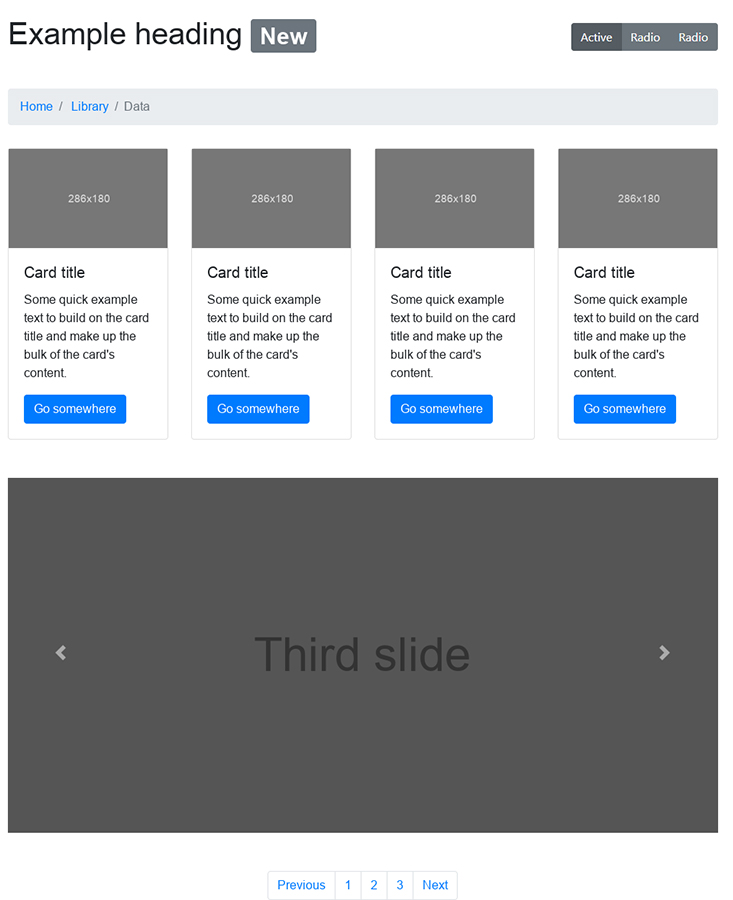 Example heading New
Active Radio Radio
Home / Library / Data
286x180
Card title
Some quick example
text to build on the card
title and make up the
bulk of the card's
content.
Go somewhere
286x180
Card title
Some quick example
text to build on the card
title and make up the
bulk of the card's
content.
Go somewhere
286x180
Card title
Some quick example
text to build on the card
title and make up the
bulk of the card's
content.
Go somewhere
286x180
Card title
Some quick example
text to build on the card
title and make up the
bulk of the card's
content.
Go somewhere
Third slide
Previous 1 2 3 Next